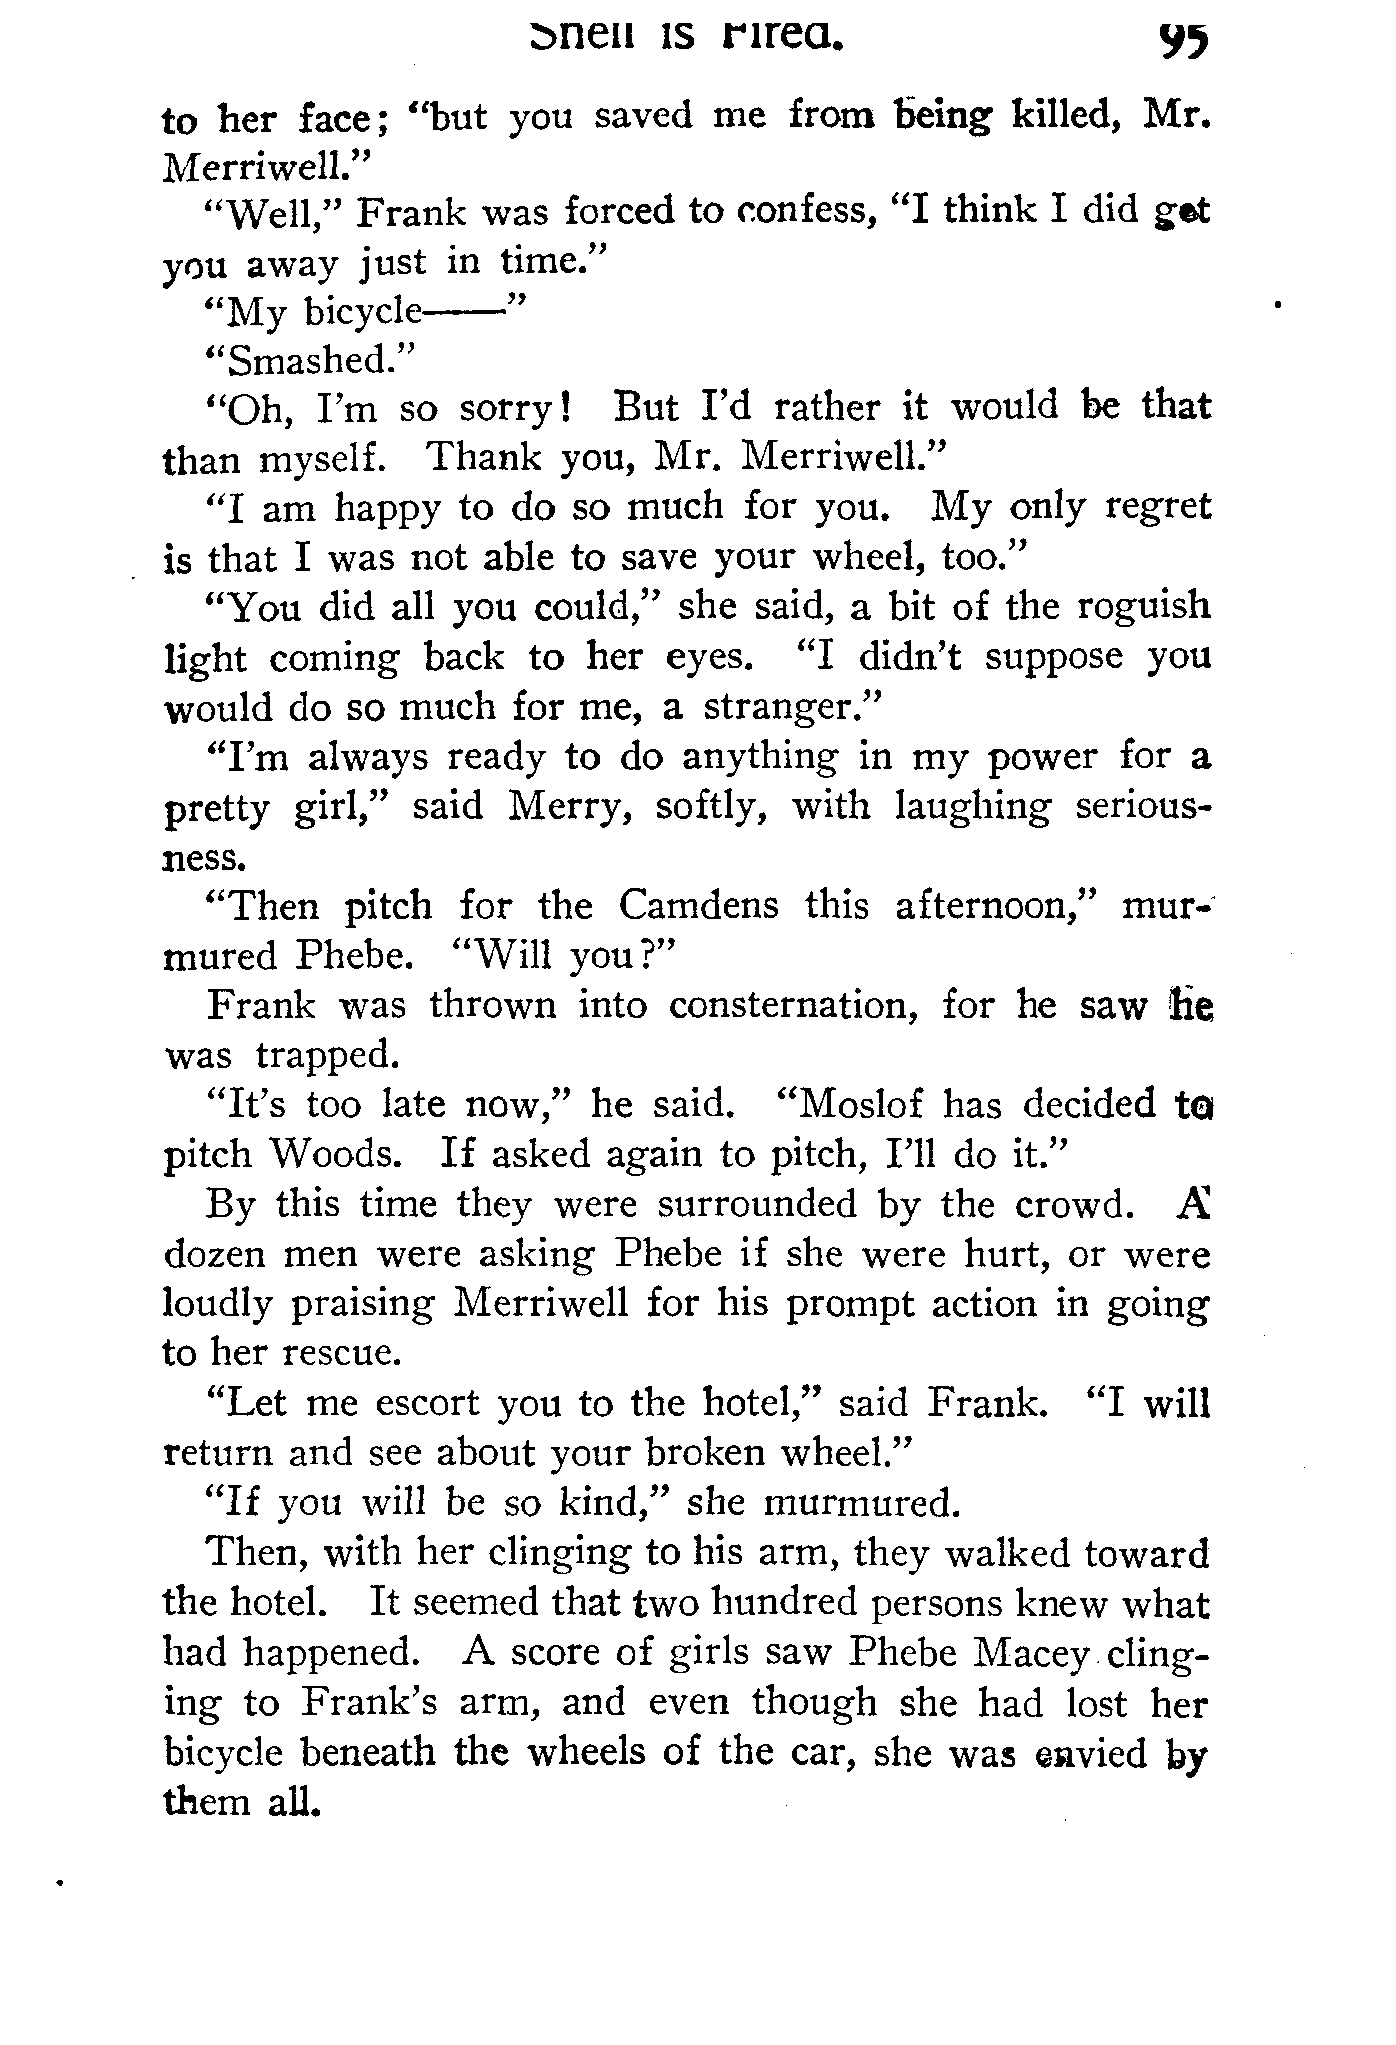 Snell is Fired. 95
to her face; "but you saved me from being killed, Mr.
Merriwell."
"Well," Frank was forced to confess, "I think I did get
you away just in time."
"My bicycle——"
"Smashed."
"Oh, I'm so sorry! But I'd rather it would be that
than myself. Thank you, Mr. Merriwell."
"I am happy to do so much for you. My only regret
is that I was not able to save your wheel, too."
"You did all you could," she said, a bit of the roguish
light coming back to her eyes. "I didn't suppose you
would do so much for me, a stranger."
"I'm always ready to do anything in my power for a
pretty girl," said Merry, softly, with laughing serious-
ness.
"Then pitch for the Camdens this afternoon," mur-
mured Phebe. "Will you?"
Frank was thrown into consternation, for he saw he
was trapped.
"It's too late now," he said. "Moslof has decided to
pitch Woods. If asked again to pitch, I'll do it."
By this time they were surrounded by the crowd. A
dozen men were asking Phebe if she were hurt, or were
loudly praising Merriwell for his prompt action in going
to her rescue.
"Let me escort you to the hotel," said Frank. "I will
return and see about your broken wheel."
"If you will be so kind," she murmured.
Then, with her clinging to his arm, they walked toward
the hotel. It seemed that two hundred persons knew what
had happened. A score of girls saw Phebe Macey cling-
ing to Frank's arm, and even though she had lost her
bicycle beneath the wheels of the car, she was envied by
them all.